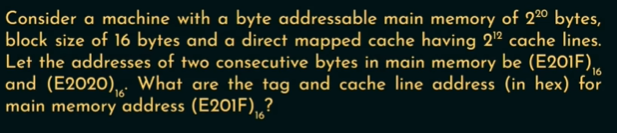 Consider a machine with a byte addressable main memory of 2²⁰ bytes,
block size of 16 bytes and a direct mapped cache having 2¹² cache lines.
Let the addresses of two consecutive bytes in main memory be (E201F)₁₆
and (E2020)₁₆. What are the tag and cache line address (in hex) for
main memory address (E201F)₁₆?